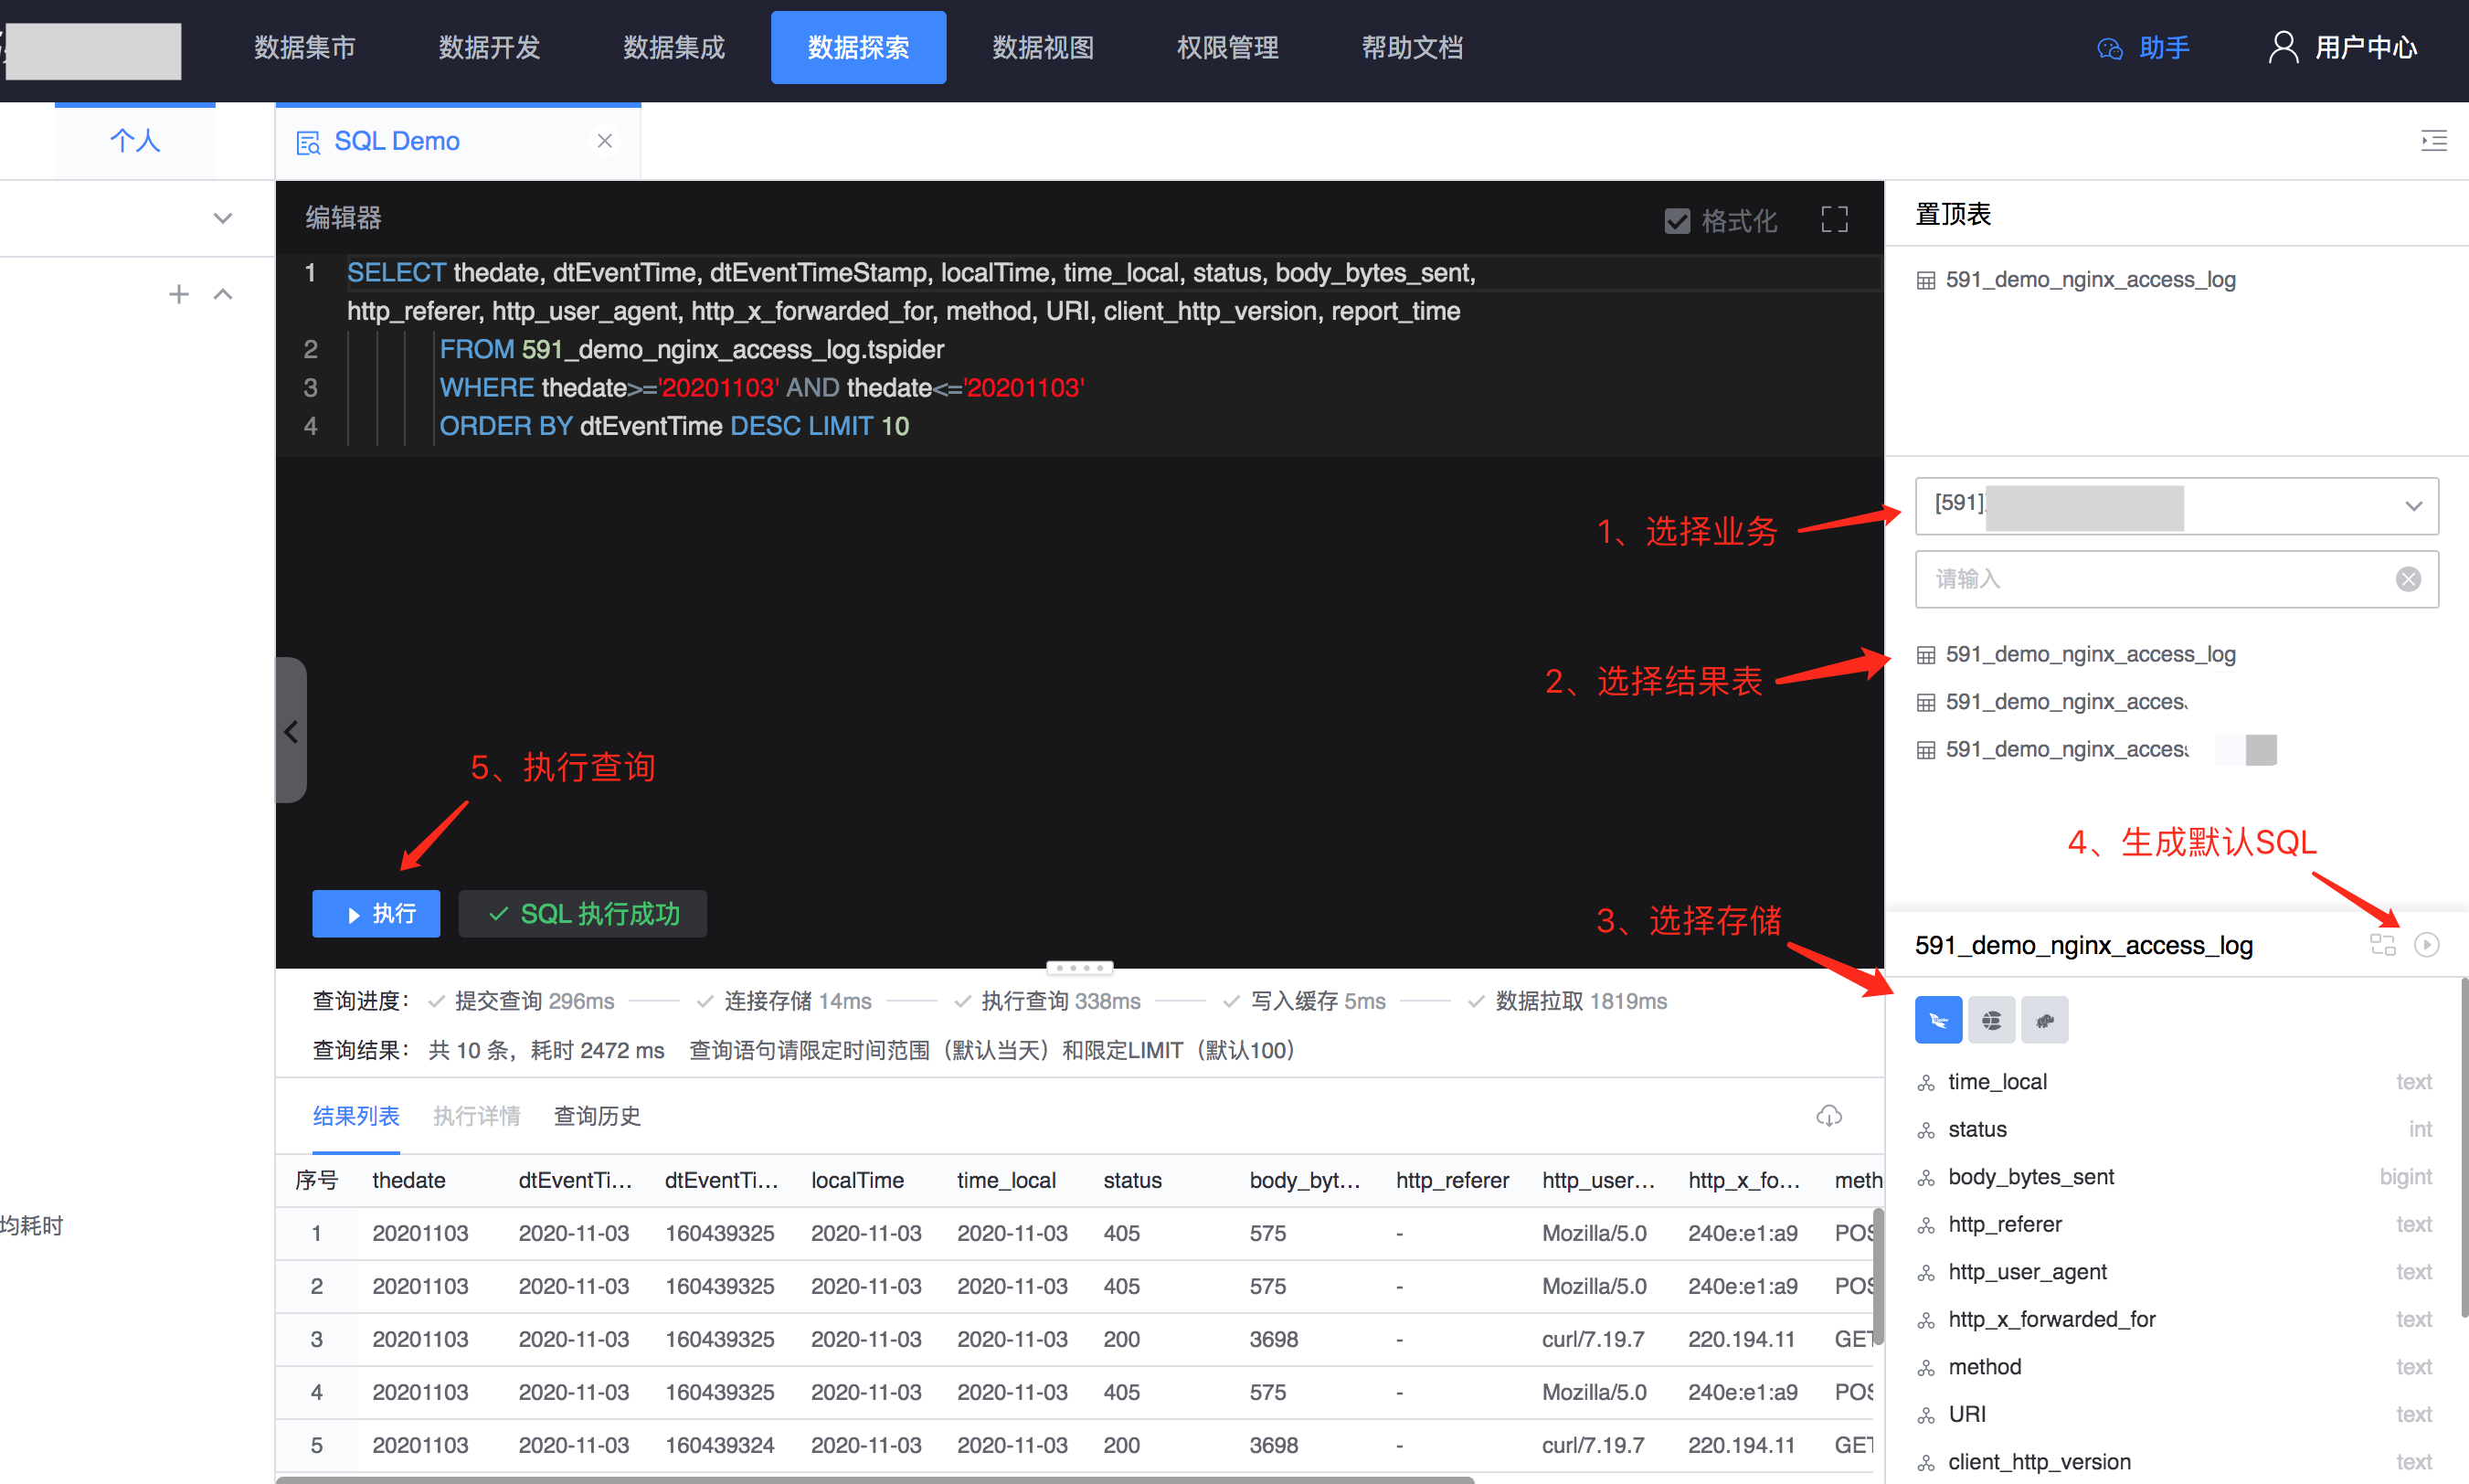 数据集市
数据开发
数据集成
数据探索
数据视图
权限管理
帮助文档
助手
用户中心
个人
SQL Demo
编辑器
格式化
1 SELECT thedate, dtEventTime, dtEventTimeStamp, localTime, time_local, status, body_bytes_sent,
http_referer, http_user_agent, http_x_forwarded_for, method, URI, client_http_version, report_time
2 FROM 591_demo_nginx_access_log.tspider
3 WHERE thedate>='20201103' AND thedate<='20201103'
4 ORDER BY dtEventTime DESC LIMIT 10
置顶表
591_demo_nginx_access_log
1、选择业务
[591]
请输入
2、选择结果表
591_demo_nginx_access_log
591_demo_nginx_acces
591_demo_nginx_acces
5、执行查询
4、生成默认SQL
3、选择存储
执行
SQL 执行成功
591_demo_nginx_access_log
查询进度： 提交查询 296ms 连接存储 14ms 执行查询 338ms 写入缓存 5ms 数据拉取 1819ms
查询结果： 共 10 条，耗时 2472 ms 查询语句请限定时间范围（默认当天）和限定LIMIT（默认100）
结果列表 执行详情 查询历史
序号 thedate dtEventTi... dtEventTi... localTime time_local status body_byt... http_referer http_user... http_x_fo... meth
1 20201103 2020-11-03 160439325 2020-11-03 2020-11-03 405 575 - Mozilla/5.0 240e:e1:a9 POS
2 20201103 2020-11-03 160439325 2020-11-03 2020-11-03 405 575 - Mozilla/5.0 240e:e1:a9 POS
3 20201103 2020-11-03 160439325 2020-11-03 2020-11-03 200 3698 - curl/7.19.7 220.194.11 GET
4 20201103 2020-11-03 160439325 2020-11-03 2020-11-03 405 575 - Mozilla/5.0 240e:e1:a9 POS
5 20201103 2020-11-03 160439324 2020-11-03 2020-11-03 200 3698 - curl/7.19.7 220.194.11 GET
均耗时
time_local text
status int
body_bytes_sent bigint
http_referer text
http_user_agent text
http_x_forwarded_for text
method text
URI text
client_http_version text